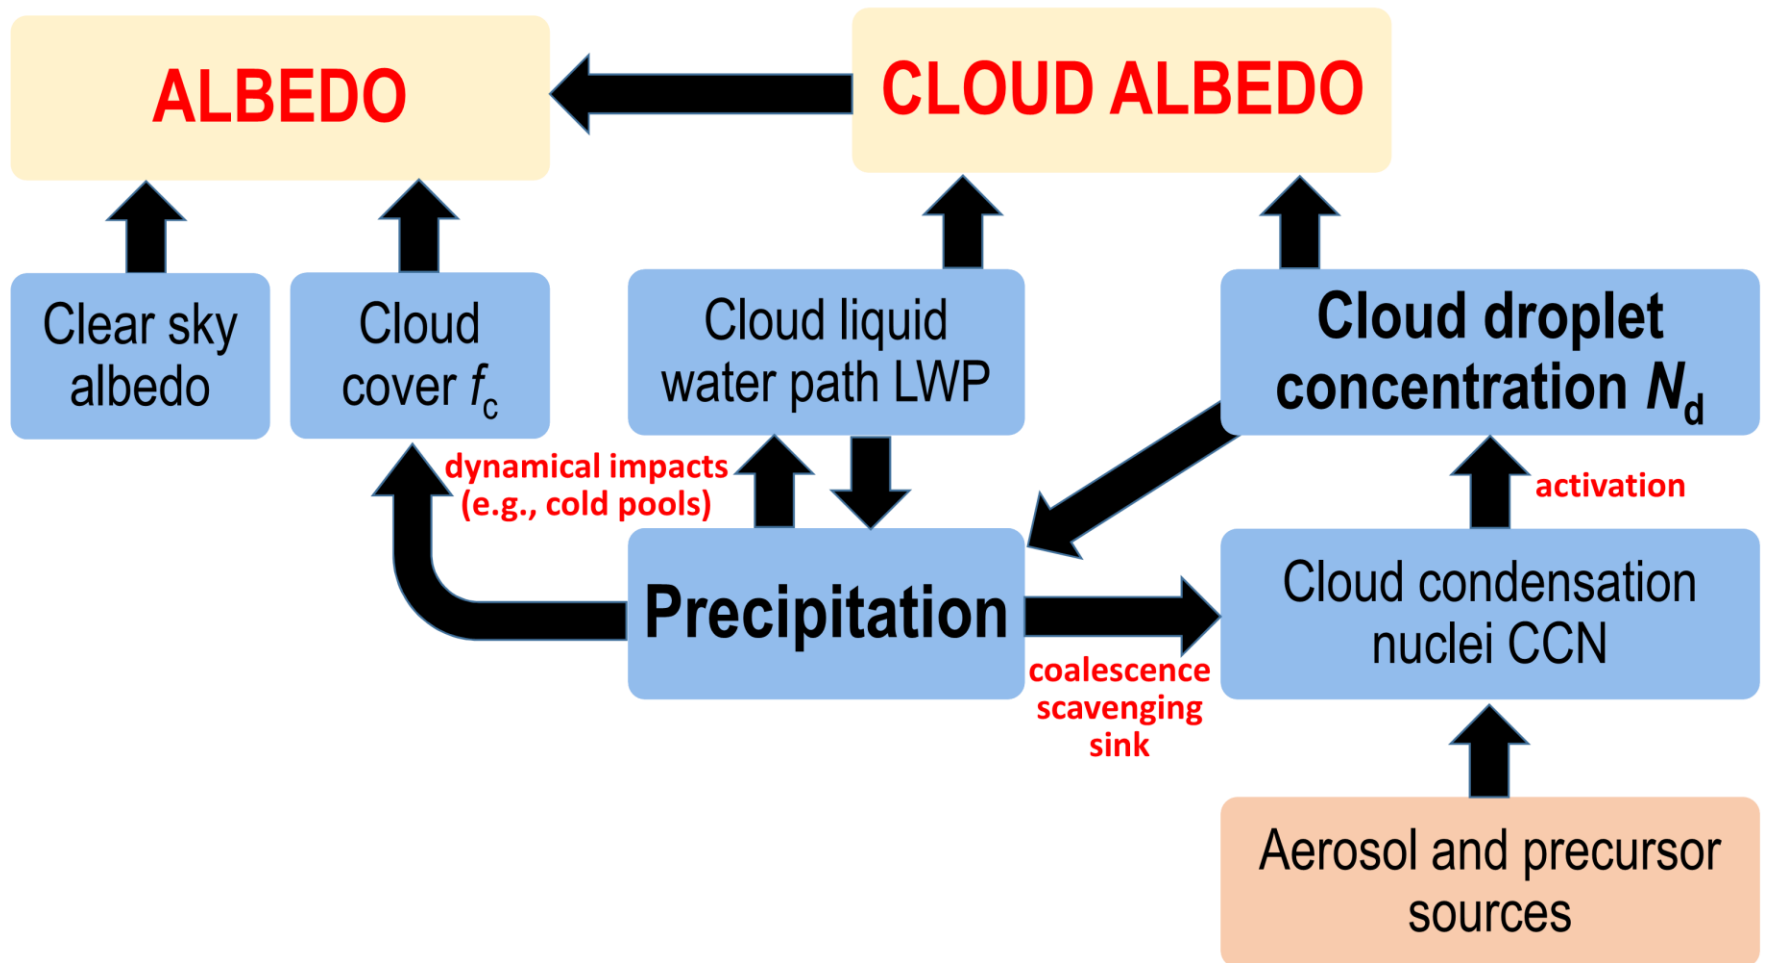 ALBEDO
CLOUD ALBEDO
Clear sky
albedo
Cloud
cover fc
Cloud liquid
water path LWP
Cloud droplet
concentration Nd
dynamical impacts
(e.g., cold pools)
activation
Precipitation
Cloud condensation
nuclei CCN
coalescence
scavenging
sink
Aerosol and precursor
sources